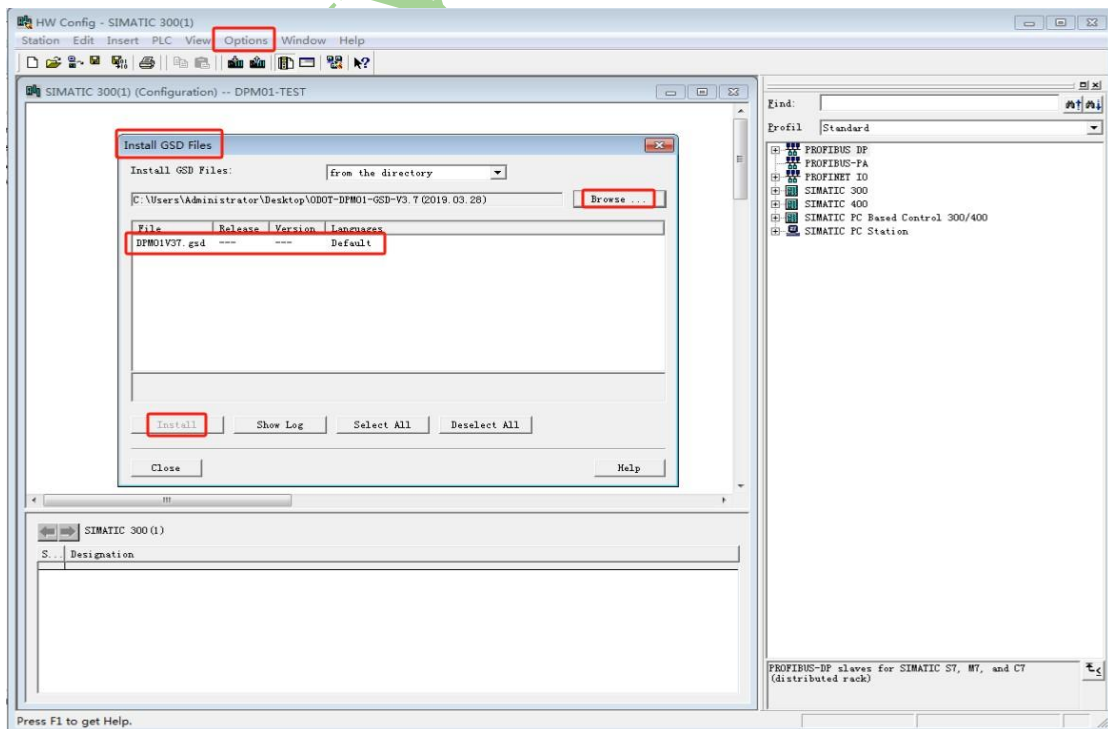 HW Config - SIMATIC 300(1)
Station Edit Insert PLC View Options Window Help
SIMATIC 300(1) (Configuration) -- DPM01-TEST
Install GSD Files
Install GSD Files:
from the directory
C:\Users\Administrator\Desktop\ODOT-DPM01-GSD-V3.7(2019.03.28)
Browse ...
File Release Version Languages
DPM01V37.gsd --- --- Default
Install Show Log Select All Deselect All
Close Help
SIMATIC 300(1)
S... Designation
Find:
Profil Standard
PROFIBUS DP
PROFIBUS-PA
PROFINET IO
SIMATIC 300
SIMATIC 400
SIMATIC PC Based Control 300/400
SIMATIC PC Station
PROFIBUS-DP slaves for SIMATIC S7, M7, and C7
(distributed rack)
Press F1 to get Help.